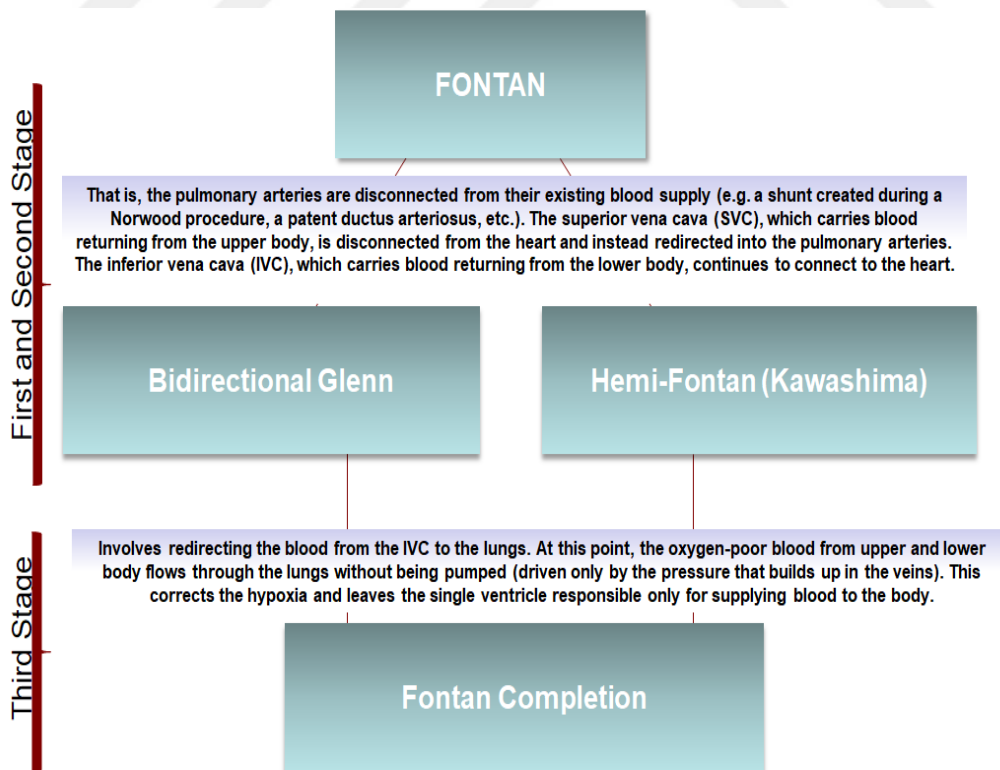 FONTAN
First and Second Stage
That is, the pulmonary arteries are disconnected from their existing blood supply (e.g. a shunt created during a
Norwood procedure, a patent ductus arteriosus, etc.). The superior vena cava (SVC), which carries blood
returning from the upper body, is disconnected from the heart and instead redirected into the pulmonary arteries.
The inferior vena cava (IVC), which carries blood returning from the lower body, continues to connect to the heart.
Bidirectional Glenn
Hemi-Fontan (Kawashima)
Third Stage
Involves redirecting the blood from the IVC to the lungs. At this point, the oxygen-poor blood from upper and lower
body flows through the lungs without being pumped (driven only by the pressure that builds up in the veins). This
corrects the hypoxia and leaves the single ventricle responsible only for supplying blood to the body.
Fontan Completion